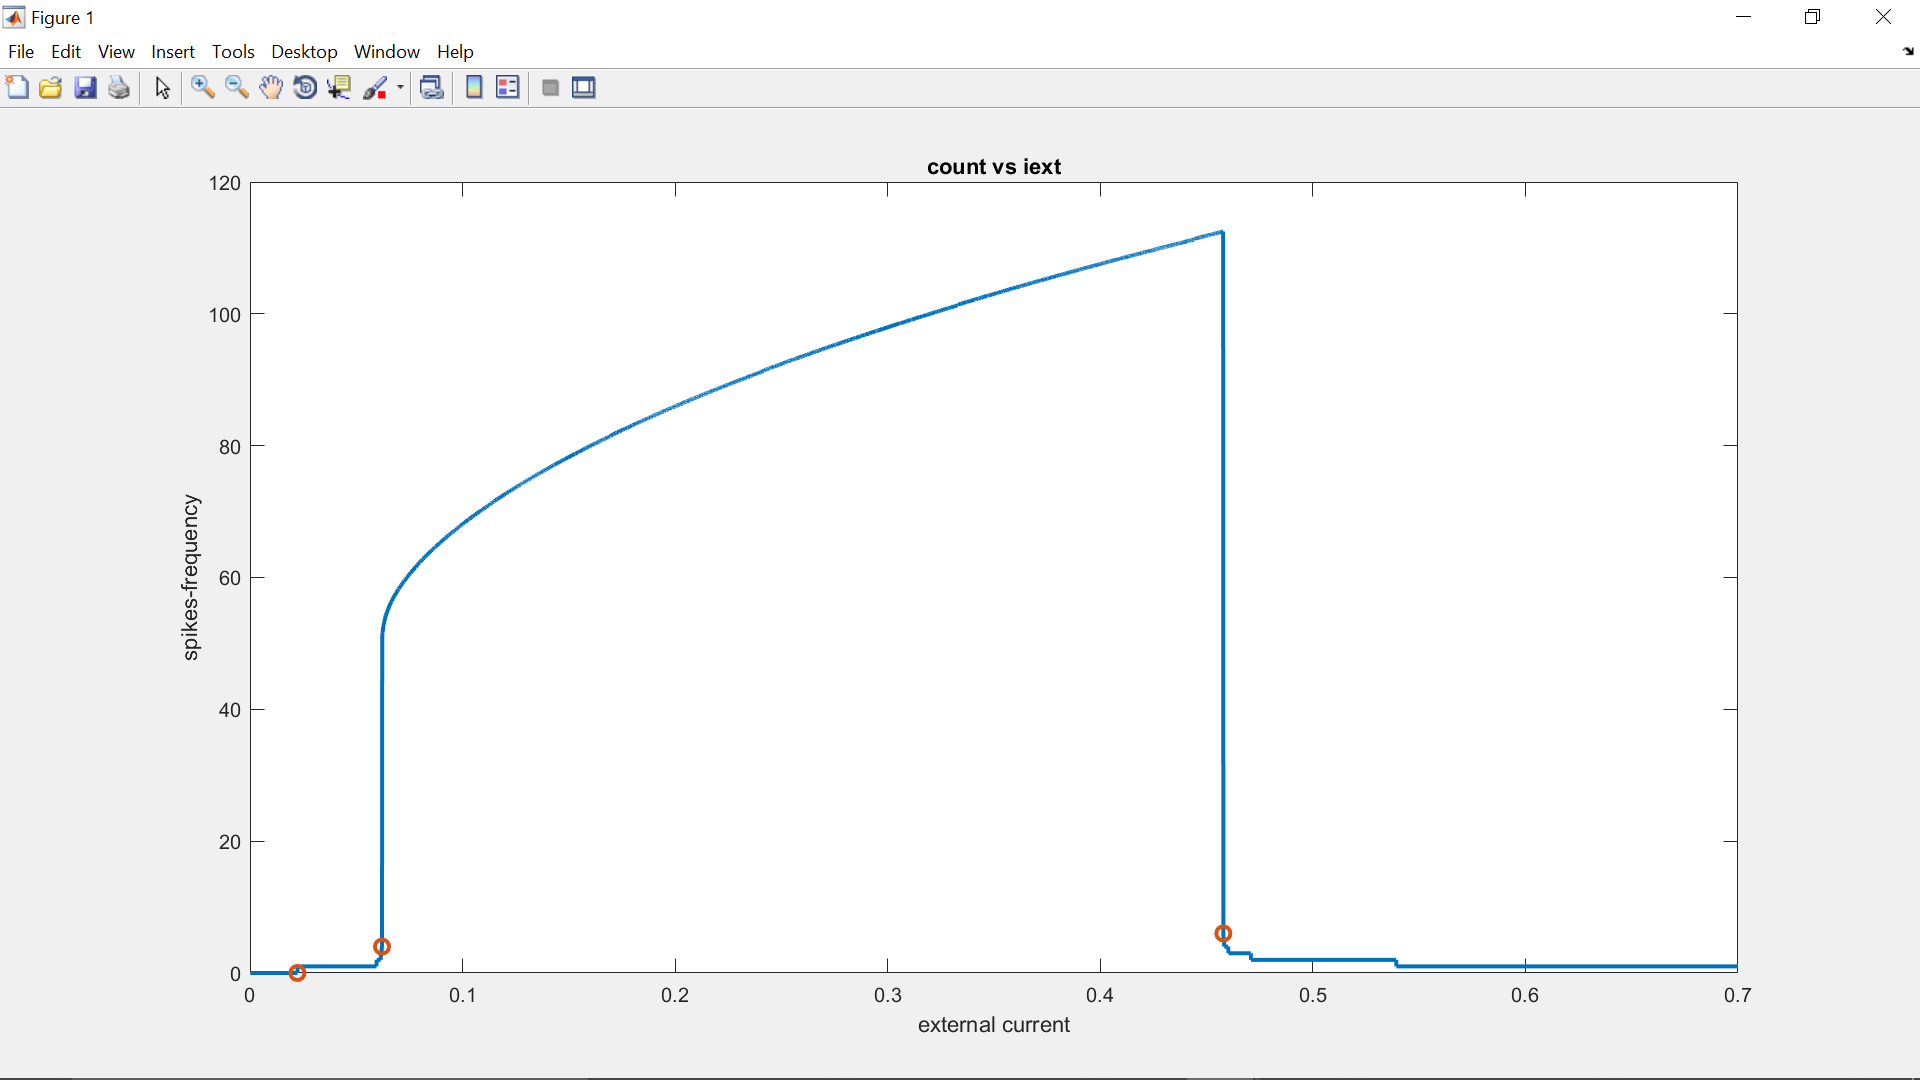 Figure 1
File Edit View Insert Tools Desktop Window Help
count vs iext
120
100
80
60
40
20
0
spikes-frequency
0 0.1 0.2 0.3 0.4 0.5 0.6 0.7
external current